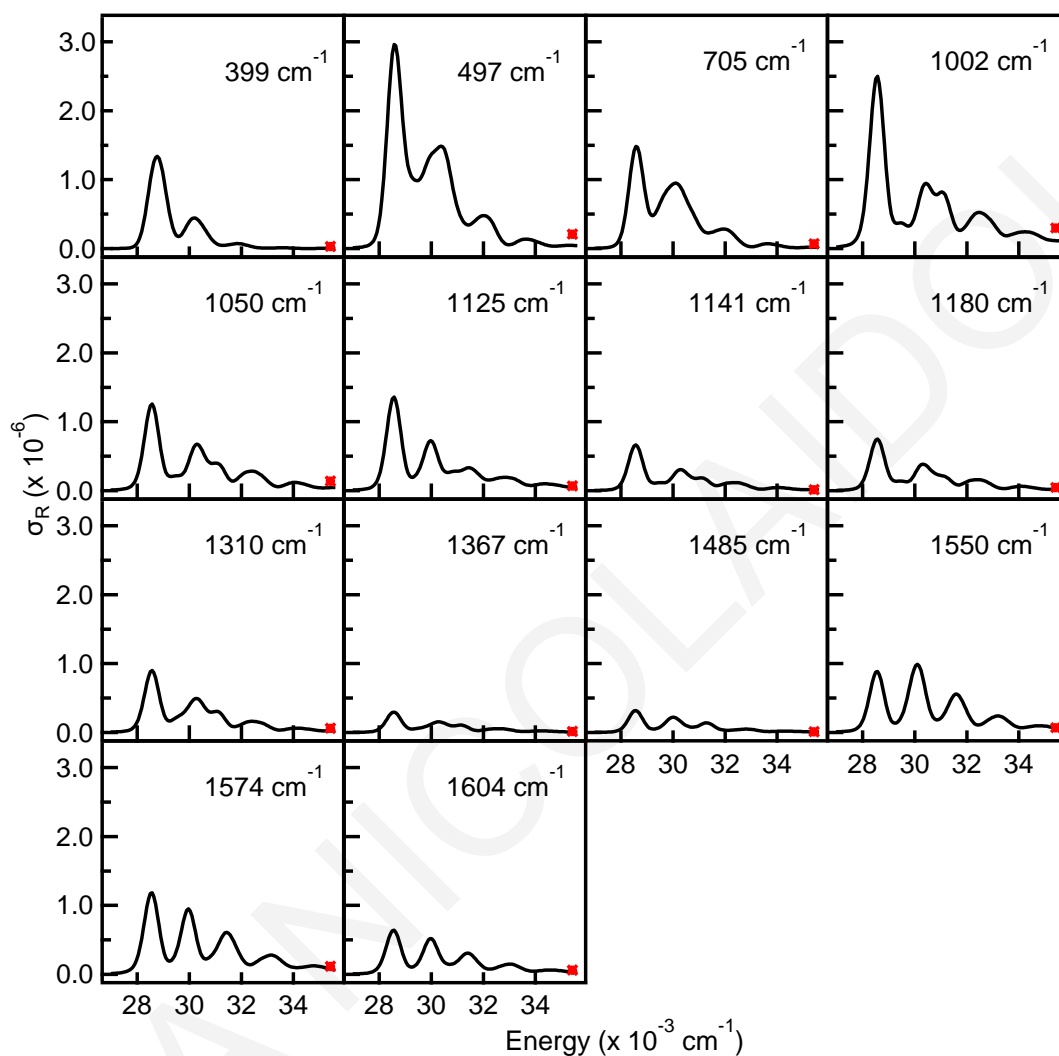 3.0 2.0 1.0 0.0
399 cm-1 497 cm-1 705 cm-1 1002 cm-1
3.0 2.0 1.0 0.0
1050 cm-1 1125 cm-1 1141 cm-1 1180 cm-1
σR (x 10-6)
3.0 2.0 1.0 0.0
1310 cm-1 1367 cm-1 1485 cm-1 1550 cm-1
28 30 32 34 28 30 32 34
3.0 2.0 1.0 0.0
1574 cm-1 1604 cm-1
28 30 32 34 28 30 32 34
Energy (x 10-3 cm-1)
A NICOLAIDOU